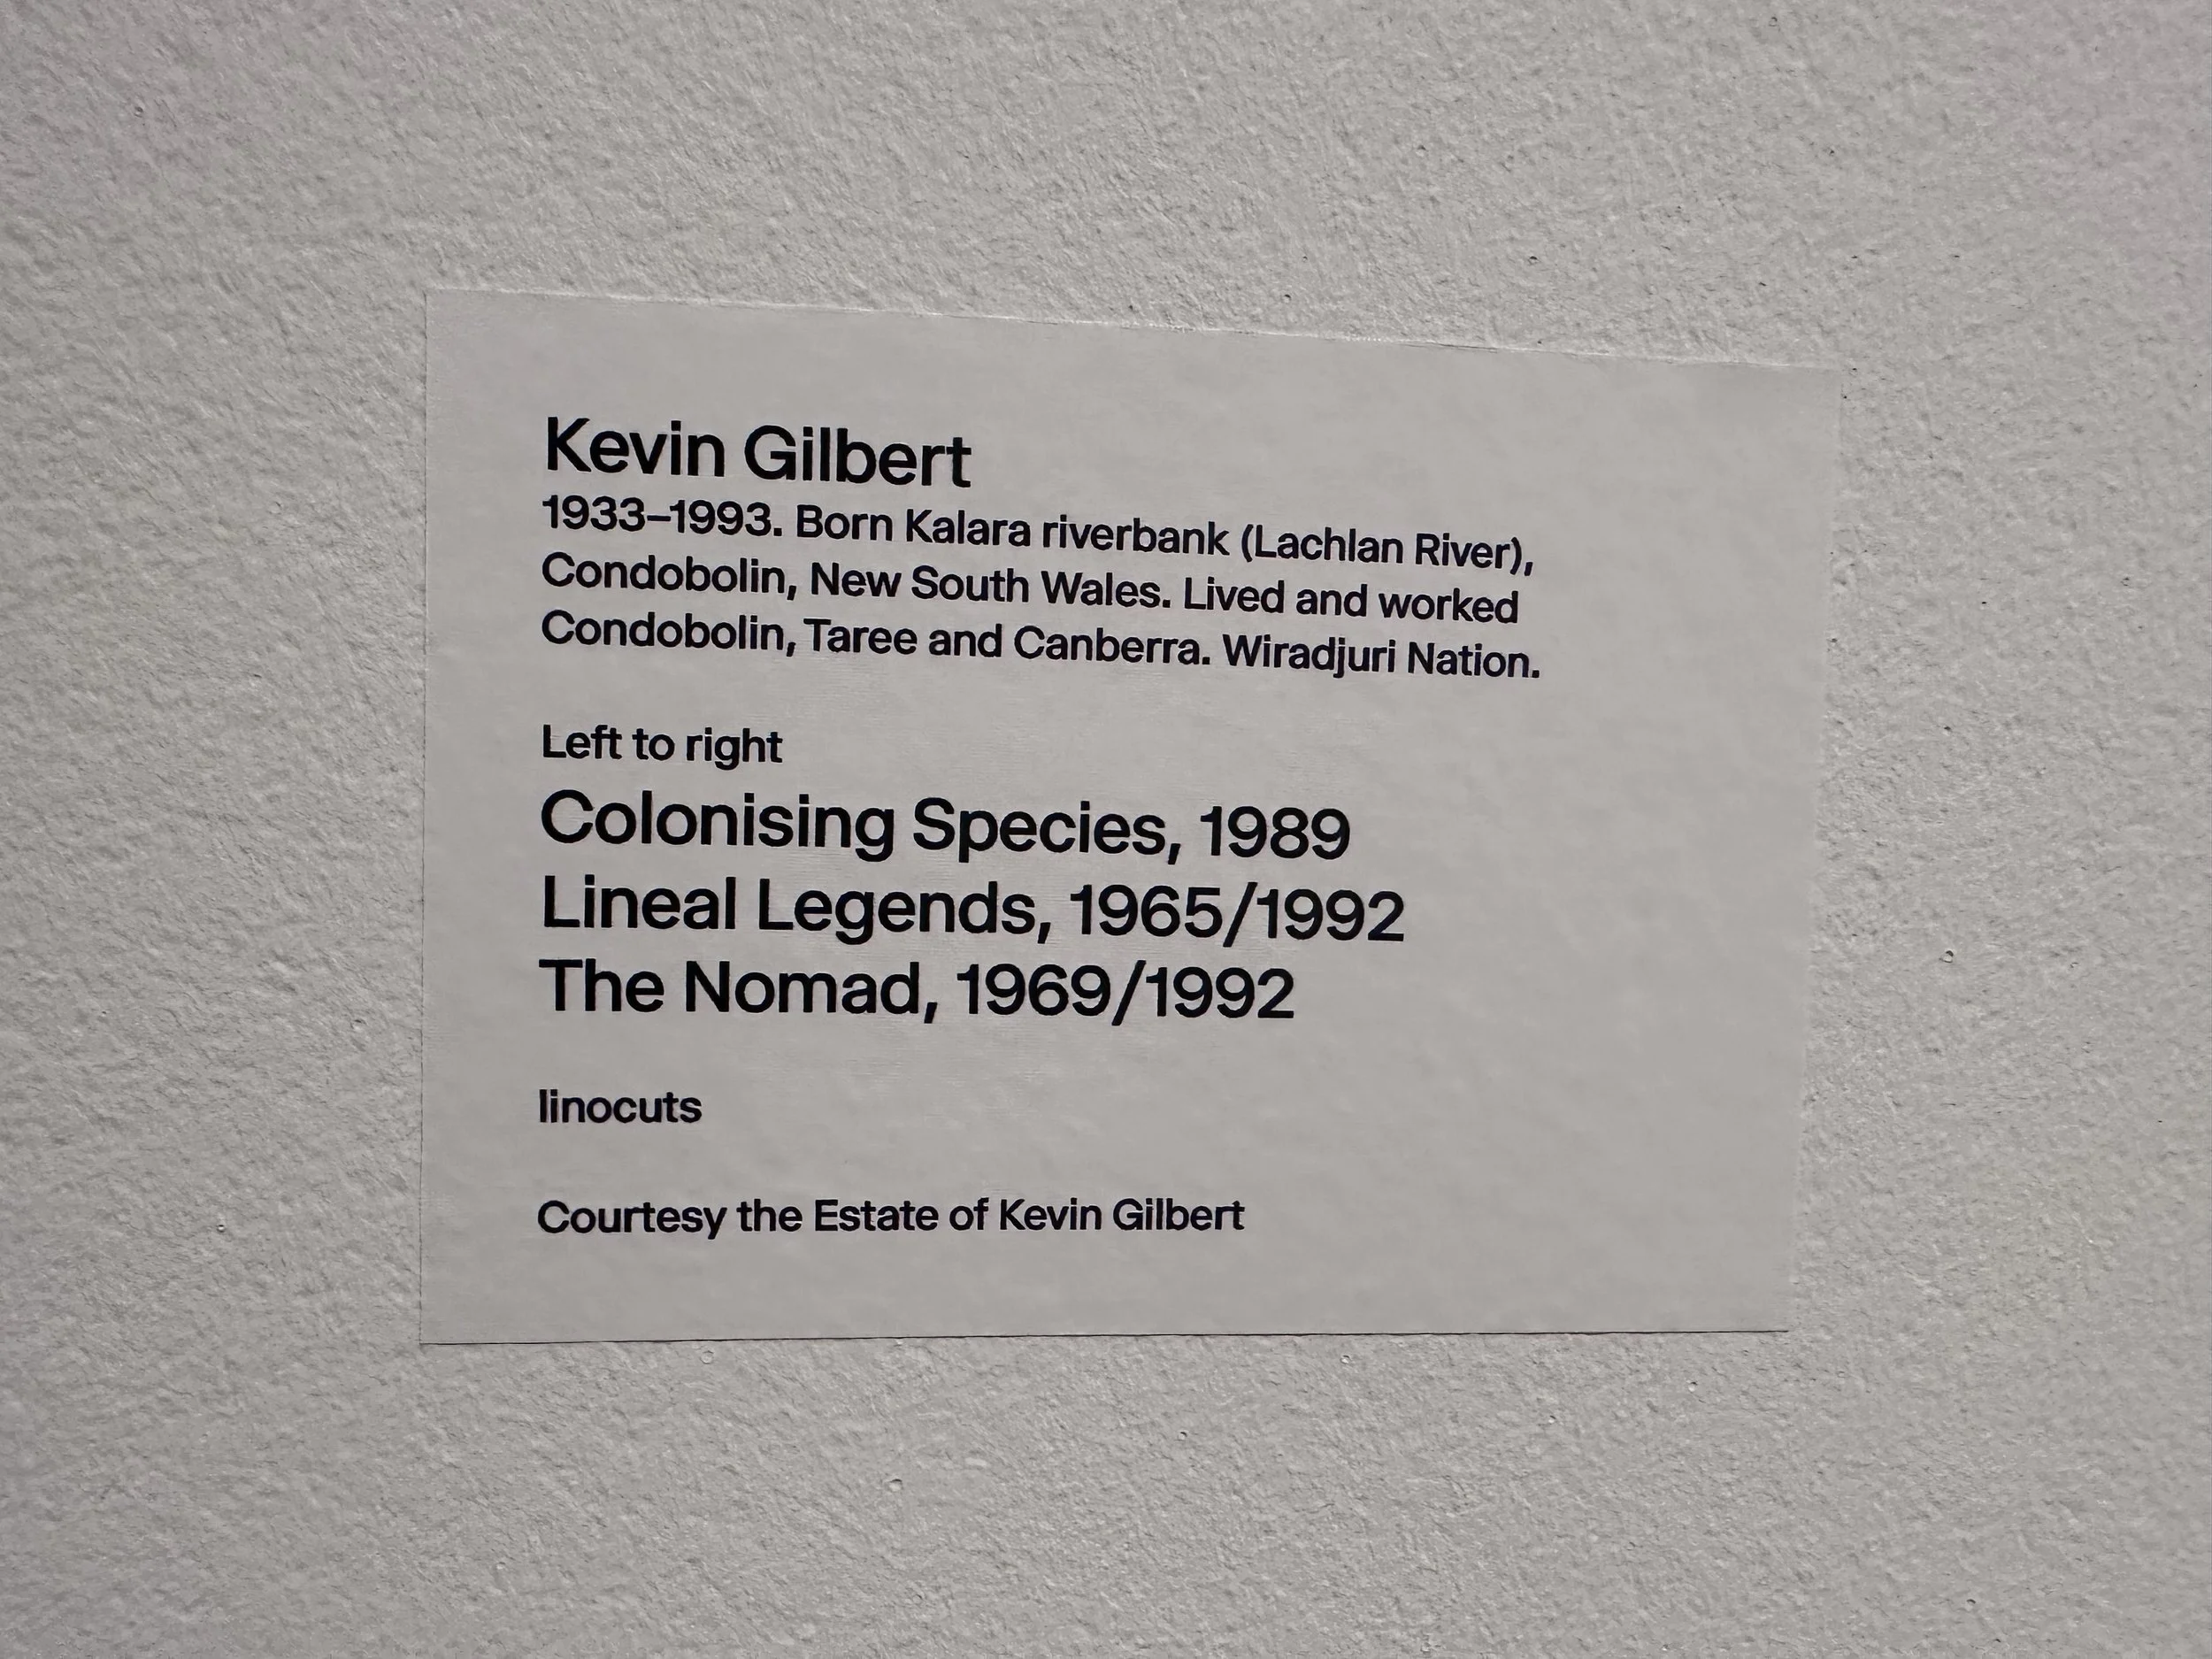 Kevin Gilbert
1933–1993. Born Kalara riverbank (Lachlan River),
Condobolin, New South Wales. Lived and worked
Condobolin, Taree and Canberra. Wiradjuri Nation.
Left to right
Colonising Species, 1989
Lineal Legends, 1965/1992
The Nomad, 1969/1992
linocuts
Courtesy the Estate of Kevin Gilbert